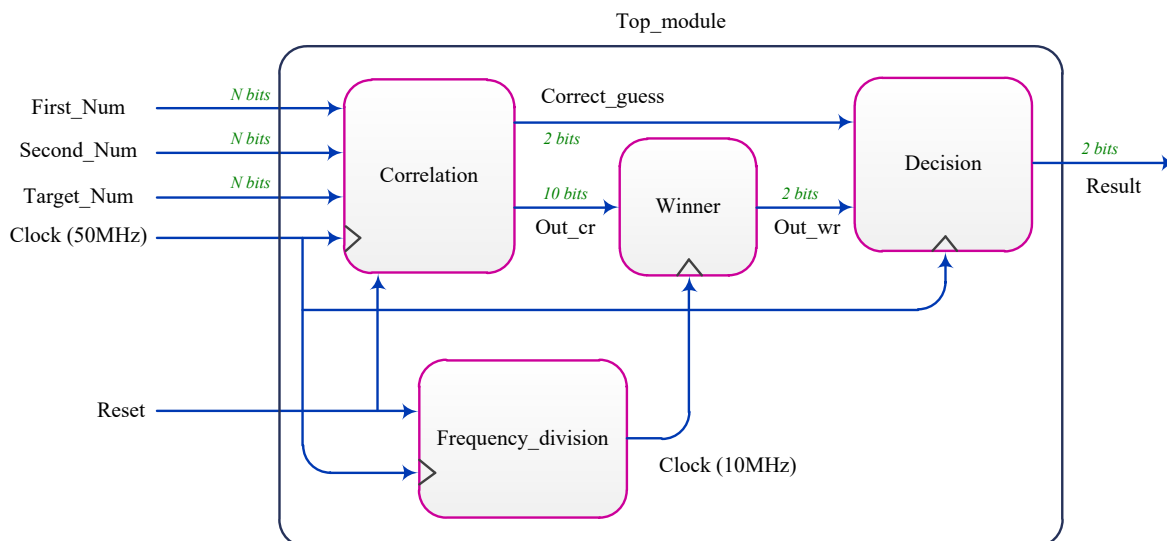 Top_module
First_Num
N bits
Correct_guess
Second_Num
N bits
2 bits
Decision
2 bits
Correlation
Target_Num
N bits
10 bits
Winner
2 bits
Result
Clock (50MHz)
Out_cr
Out_wr
Reset
Frequency_division
Clock (10MHz)